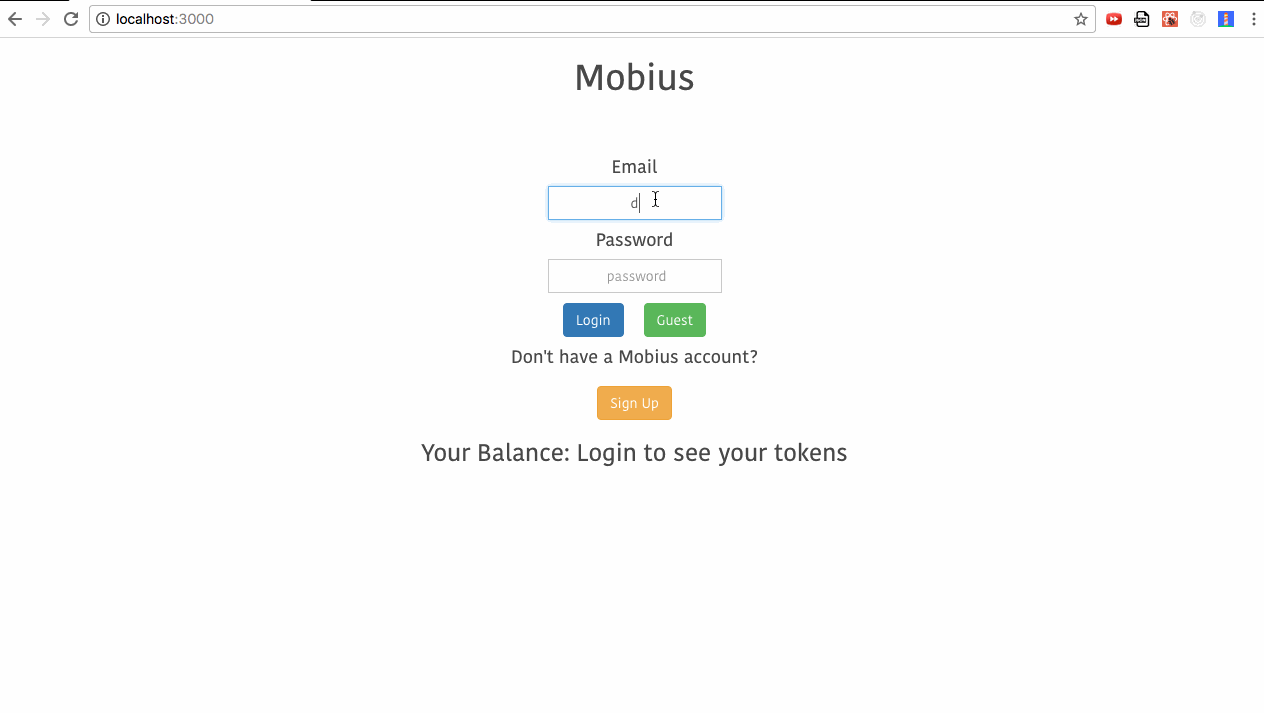 localhost:3000
Mobius
Email
d
Password
password
Login Guest
Don't have a Mobius account?
Sign Up
Your Balance: Login to see your tokens